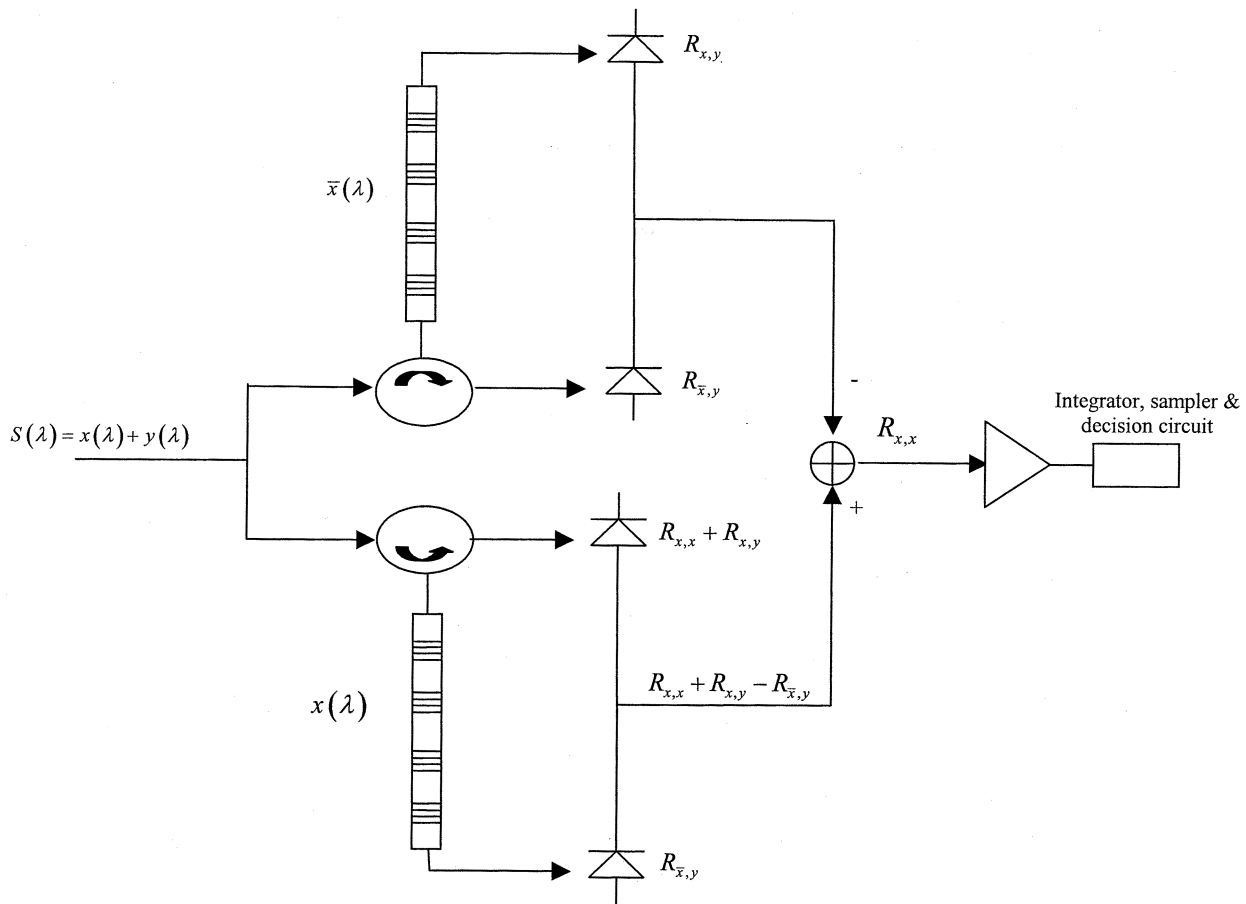 R_{x,y}
x̄(λ)
R_{x̄,y}
-
S(λ) = x(λ) + y(λ)
Integrator, sampler &
decision circuit
R_{x,x}
+
R_{x,x} + R_{x,y}
x(λ)
R_{x,x} + R_{x,y} − R_{x̄,y}
R_{x̄,y}